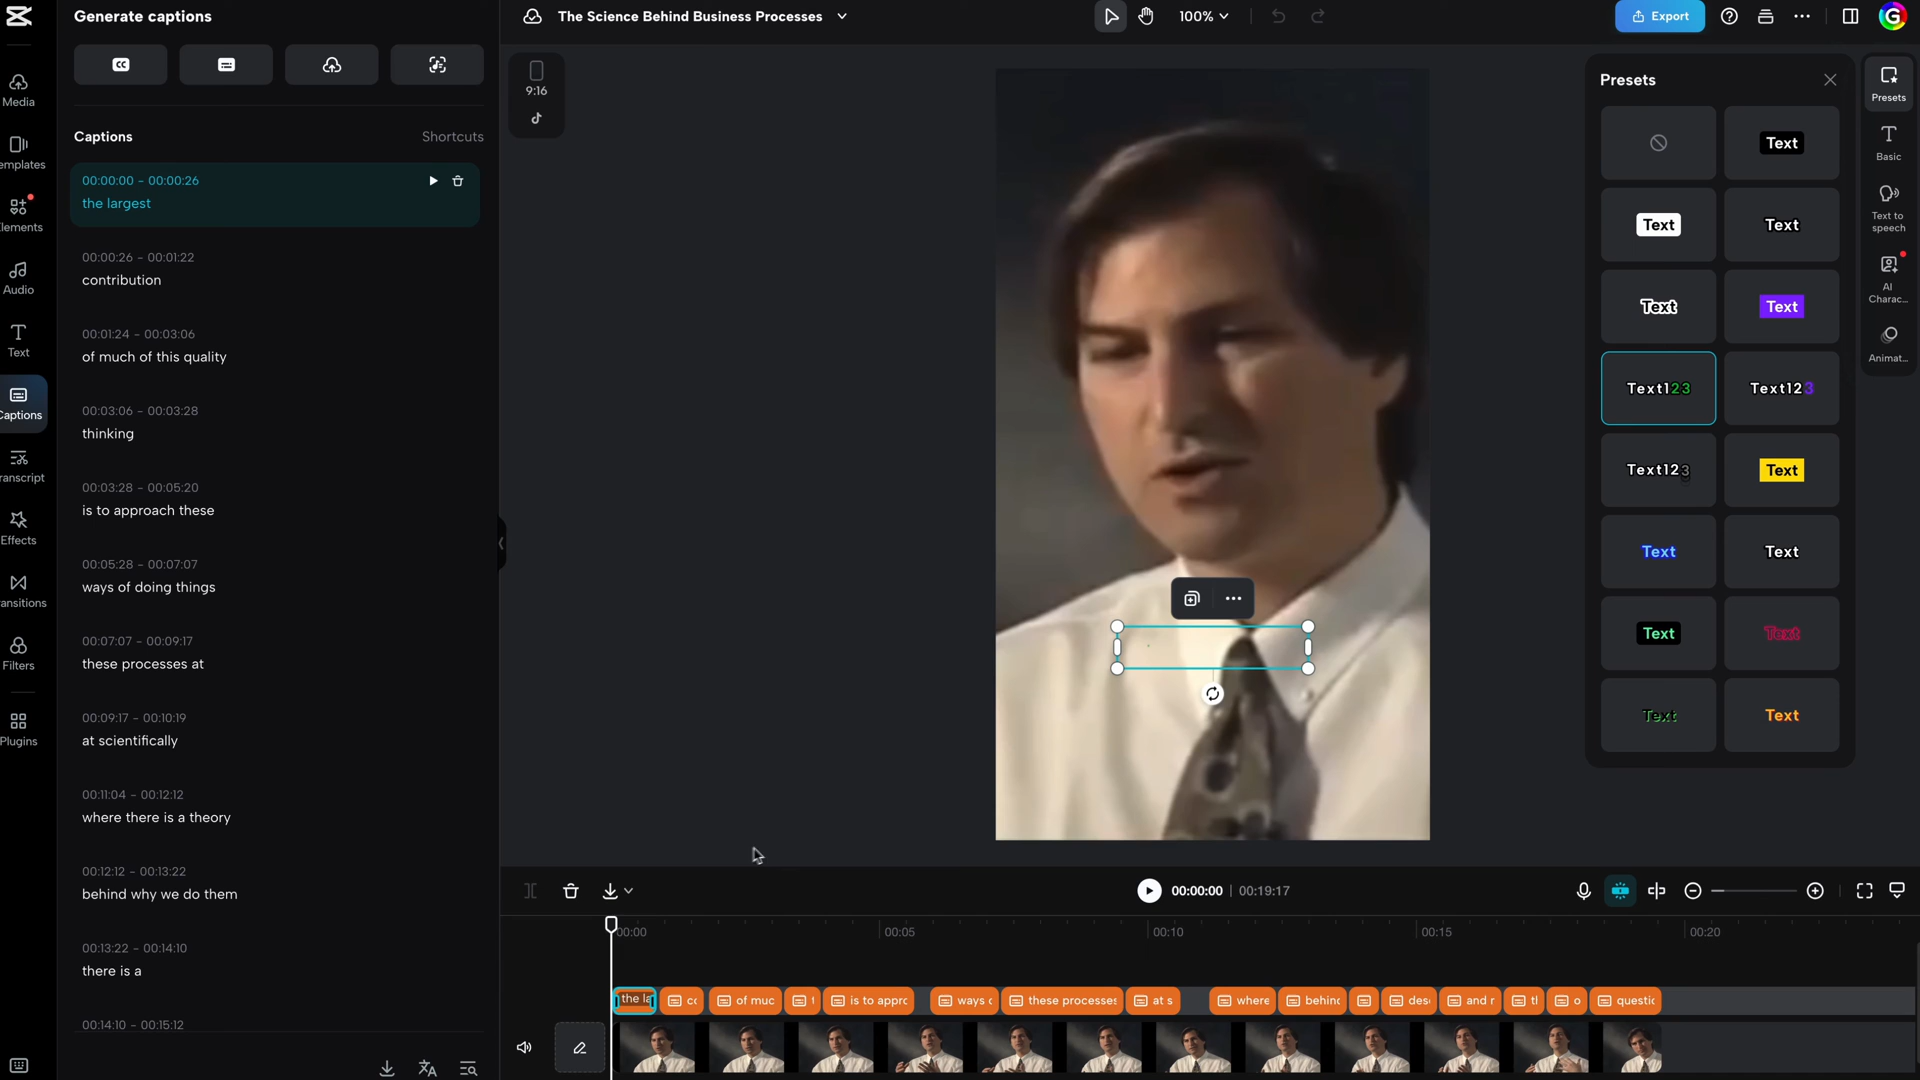 Generate captions
The Science Behind Business Processes
100%
Export
G
Media
emplates
lements
Audio
Text
Captions
ranscript
Effects
ansitions
Filters
Plugins
Captions
Shortcuts
00:00:00 – 00:00:26
the largest
00:00:26 – 00:01:22
contribution
00:01:24 – 00:03:06
of much of this quality
00:03:06 – 00:03:28
thinking
00:03:28 – 00:05:20
is to approach these
00:05:28 – 00:07:07
ways of doing things
00:07:07 – 00:09:17
these processes at
00:09:17 – 00:10:19
at scientifically
00:11:04 – 00:12:12
where there is a theory
00:12:12 – 00:13:22
behind why we do them
00:13:22 – 00:14:10
there is a
00:14:10 – 00:15:12
9:16
Presets
Text
Text
Text
Text
Text
Text123
Text123
Text123
Text
Text
Text
Text
Text
Text
Text
Presets
Basic
Text to
speech
AI
Charac...
Animat...
00:00:00 | 00:19:17
00:00
00:05
00:10
00:15
00:20
the la
cc
of muc
t
is to appro
ways c
these processes
at s
where
behind
des
and r
tl
o
questic